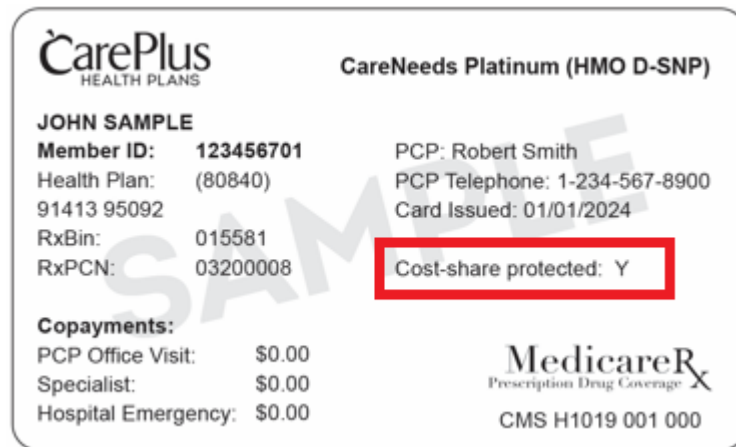 CarePlus
HEALTH PLANS
CareNeeds Platinum (HMO D-SNP)
JOHN SAMPLE
Member ID: 123456701
Health Plan: (80840)
91413 95092
RxBin: 015581
RxPCN: 03200008
PCP: Robert Smith
PCP Telephone: 1-234-567-8900
Card Issued: 01/01/2024
Cost-share protected: Y
SAMPLE
Copayments:
PCP Office Visit: $0.00
Specialist: $0.00
Hospital Emergency: $0.00
MedicareRx
Prescription Drug Coverage
CMS H1019 001 000